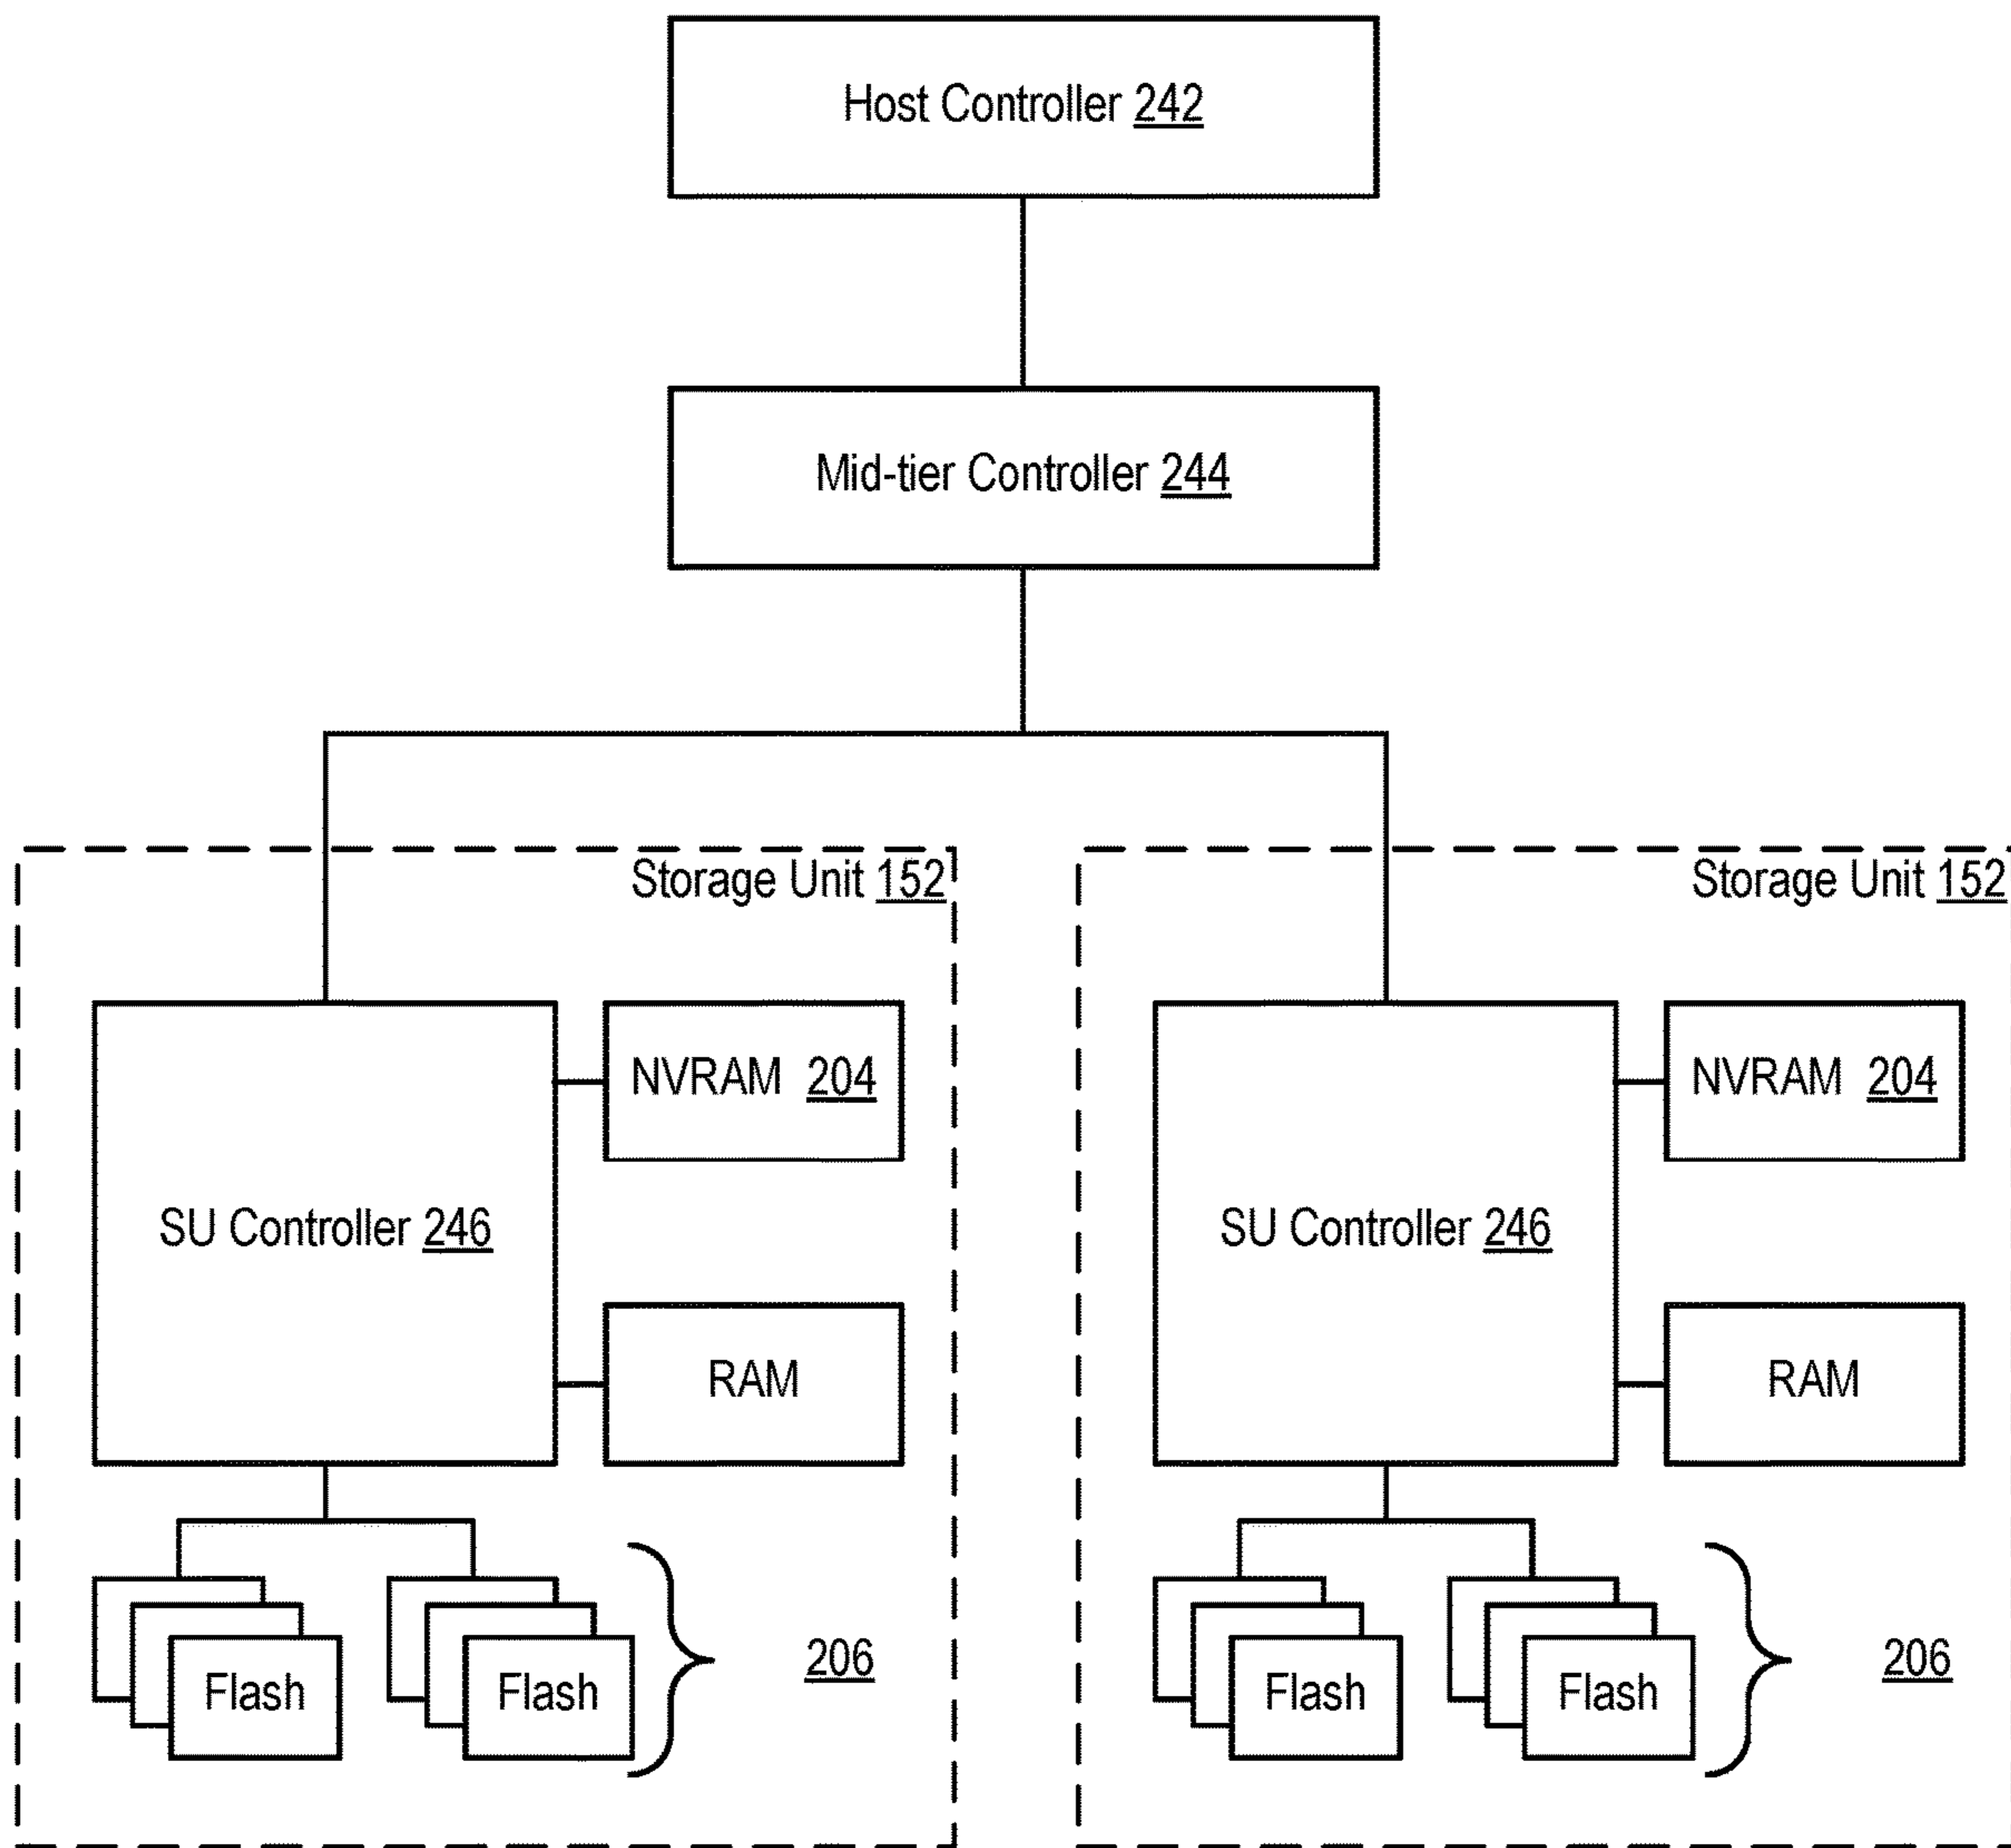 Host Controller 242
Mid-tier Controller 244
Storage Unit 152
Storage Unit 152
NVRAM 204
NVRAM 204
SU Controller 246
SU Controller 246
RAM
RAM
206
206
Flash
Flash
Flash
Flash